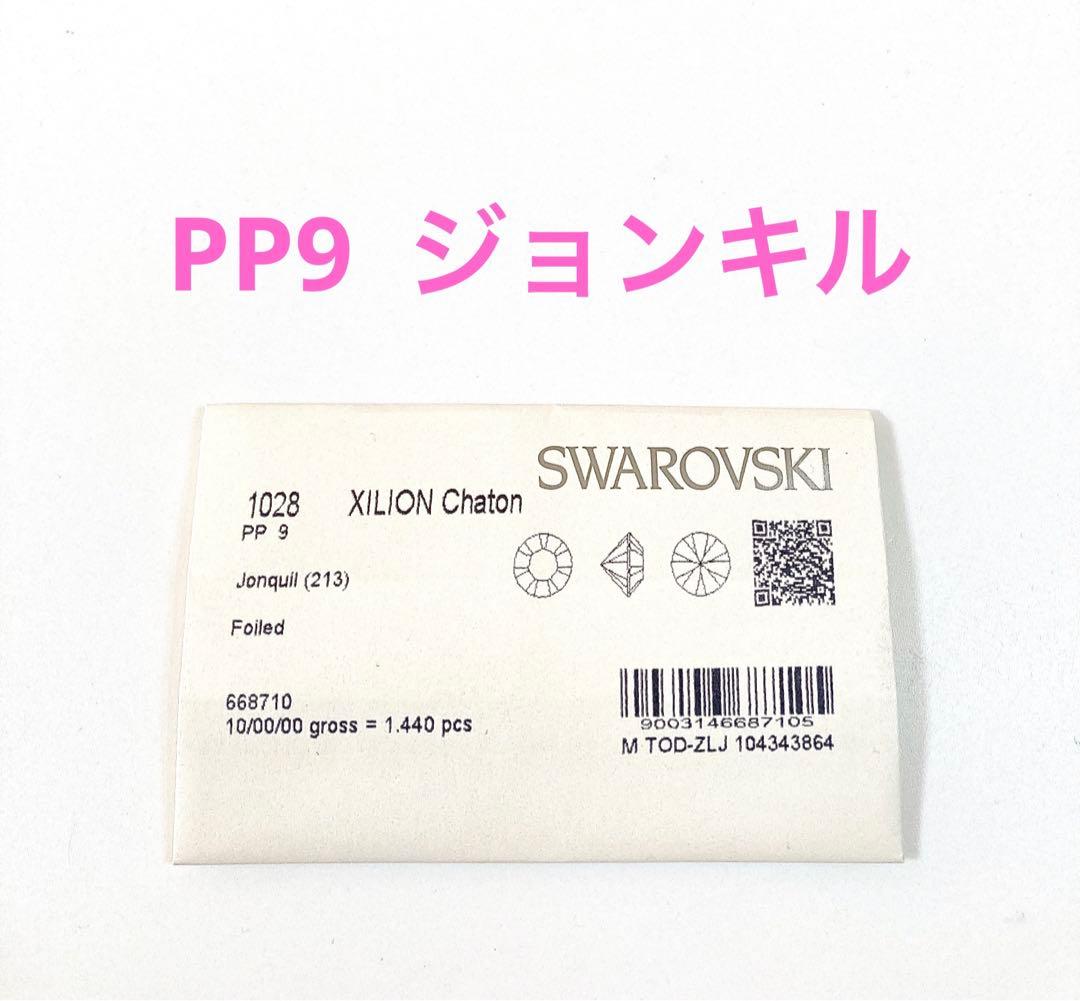 PP9 ジョンキル
SWAROVSKI
1028 XILION Chaton
PP 9
Jonquil (213)
Foiled
668710
10/00/00 gross = 1.440 pcs
9003146687105
M TOD-ZLJ 104343864